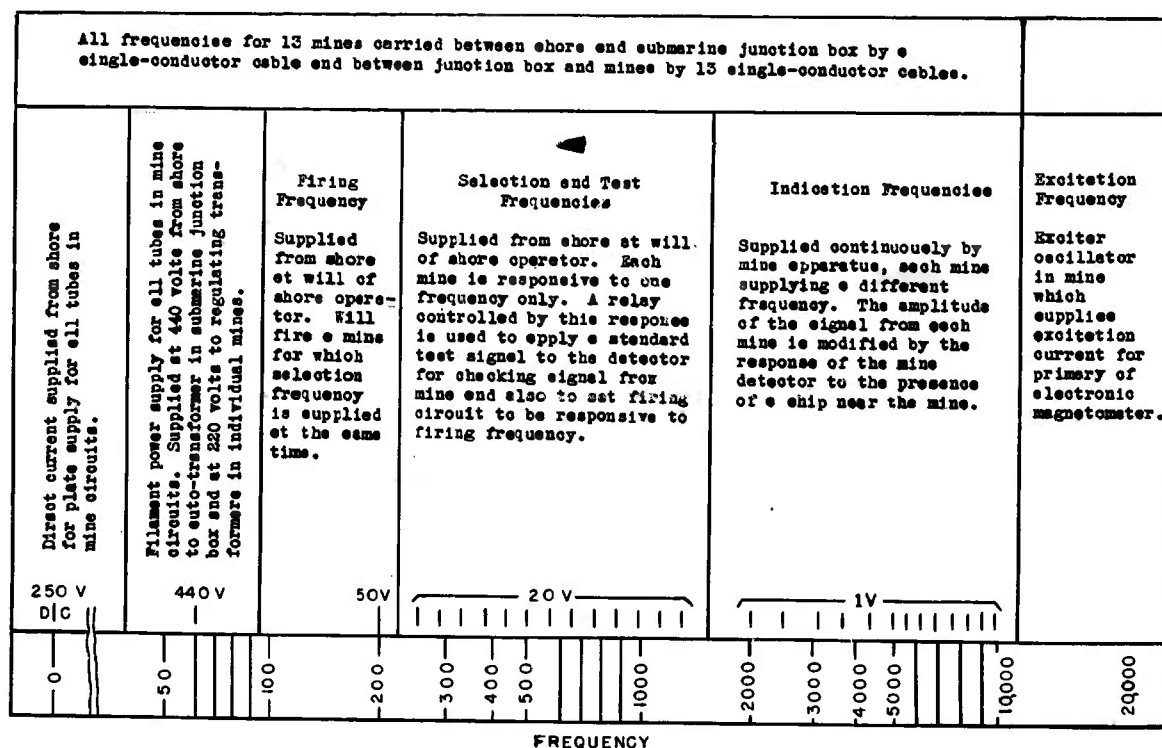 All frequencies for 13 mines carried between shore and submarine junction box by a
single-conductor cable and between junction box and mines by 13 single-conductor cables.
Direct current supplied from shore
for plate supply for all tubes in
mine circuits.
250 V
D C
Filament power supply for all tubes in mine
circuits. Supplied at 440 volts from shore
to auto-transformer in submarine junction
box and at 220 volts to regulating trans-
formers in individual mines.
440 V
Firing
Frequency
Supplied
from shore
at will of
shore opera-
tor. Will
fire a mine
for which
selection
frequency
is supplied
at the same
time.
50V
Selection and Test
Frequencies
Supplied from shore at will
of shore operator. Each
mine is responsive to one
frequency only. A relay
controlled by this response
is used to apply a standard
test signal to the detector
for checking signal from
mine and also to set firing
circuit to be responsive to
firing frequency.
20 V
Indication Frequencies
Supplied continuously by
mine apparatus, each mine
supplying a different
frequency. The amplitude
of the signal from each
mine is modified by the
response of the mine
detector to the presence
of a ship near the mine.
1V
Excitation
Frequency
Exciter
oscillator
in mine
which
supplies
excitation
current for
primary of
electronic
magnetometer.
0 50 100 200 300 400 500 1000 2000 3000 4000 5000 10,000 20,000
FREQUENCY